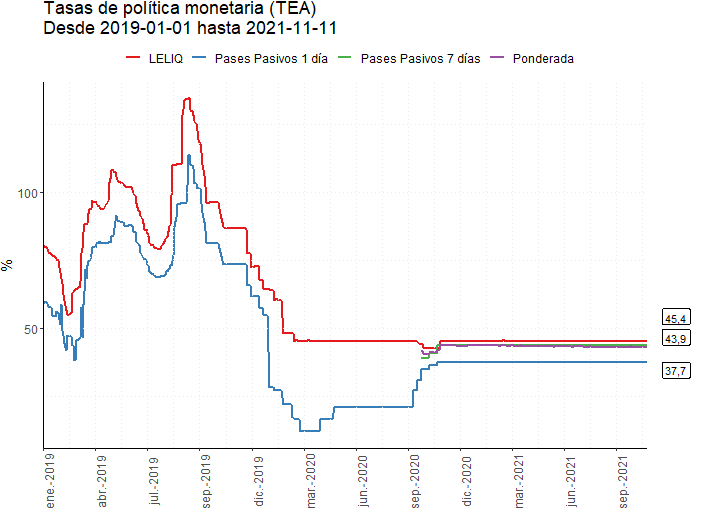 Tasas de política monetaria (TEA)
Desde 2019-01-01 hasta 2021-11-11
LELIQ Pases Pasivos 1 día Pases Pasivos 7 días Ponderada
%
100
50
45,4
43,9
37,7
ene.-2019
abr.-2019
jul.-2019
sep.-2019
dic.-2019
mar.-2020
jun.-2020
sep.-2020
dic.-2020
mar.-2021
jun.-2021
sep.-2021